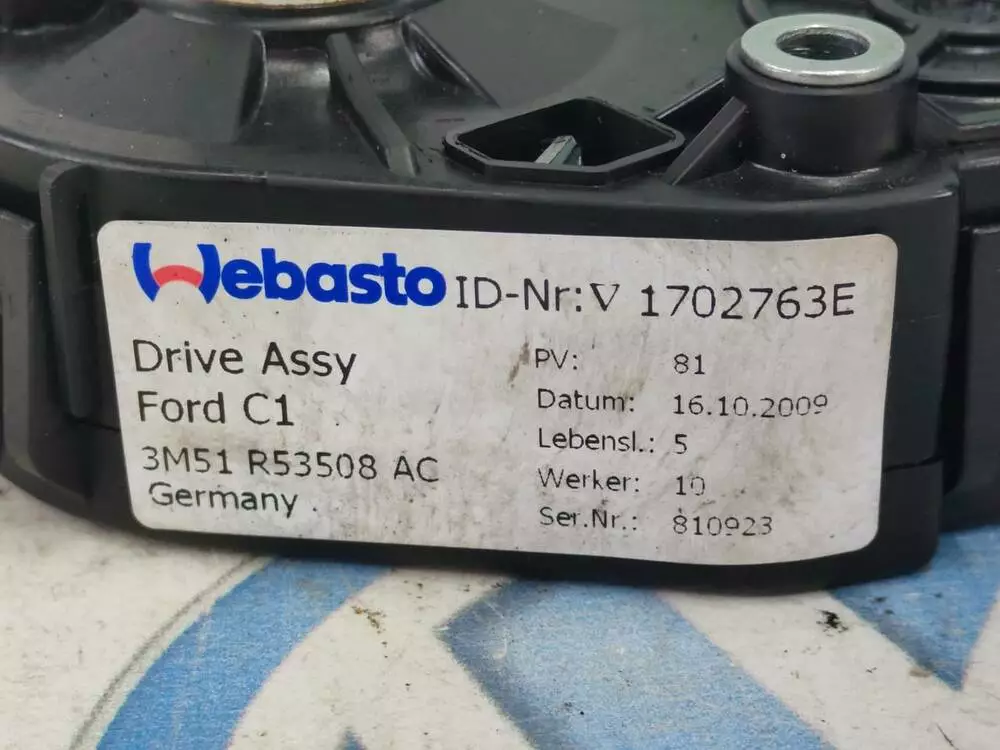 Webasto ID-Nr:V 1702763E
Drive Assy
Ford C1
3M51 R53508 AC
Germany .
PV: 81
Datum: 16.10.2009
Lebensl.: 5
Werker: 10
Ser.Nr.: 810923